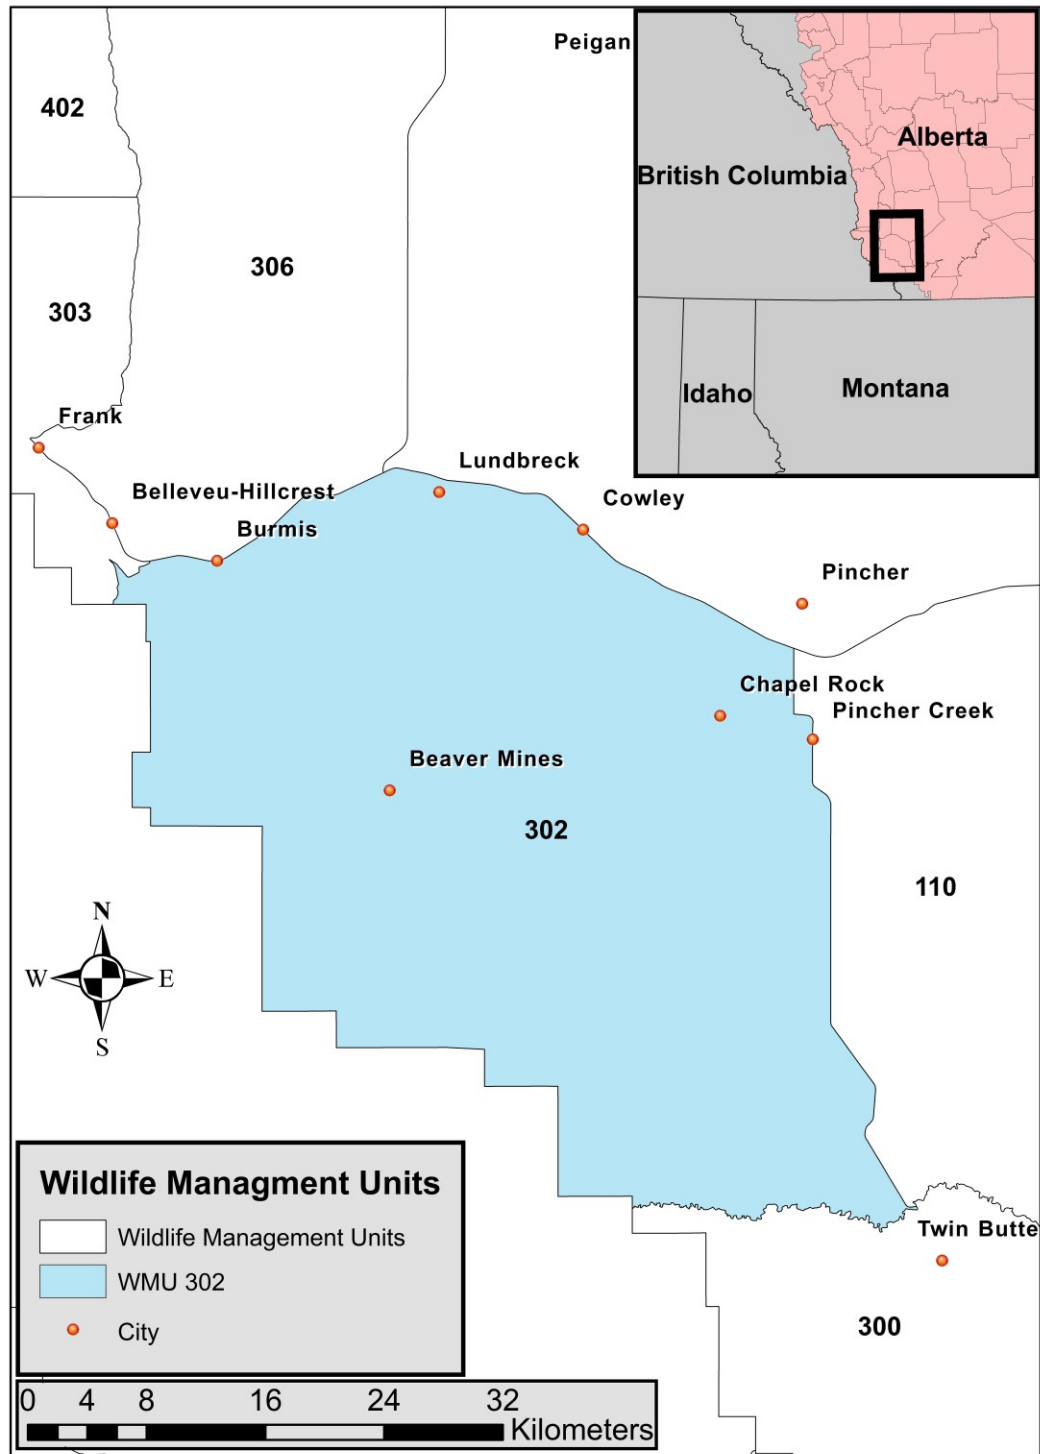 Peigan
402
306
303
Frank
Belleveu-Hillcrest
Burmis
Lundbreck
Cowley
Pincher
Chapel Rock
Pincher Creek
Beaver Mines
302
110
Twin Butte
300
British Columbia
Alberta
Idaho
Montana
N
W
E
S
Wildlife Managment Units
Wildlife Management Units
WMU 302
City
0 4 8 16 24 32
Kilometers